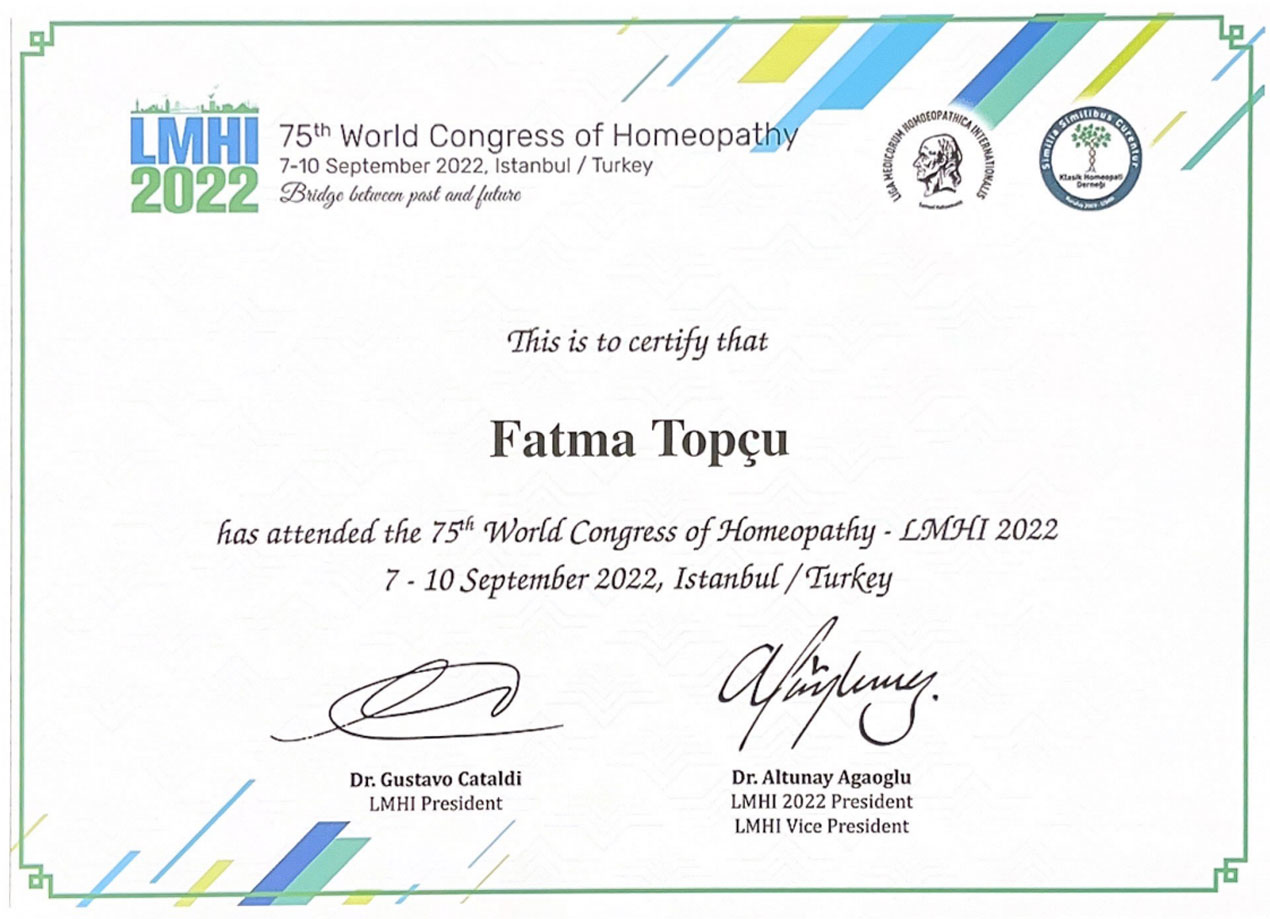 LMHI
2022
75th World Congress of Homeopathy
7-10 September 2022, Istanbul / Turkey
Bridge between past and future
LIGA MEDICORUM HOMOEOPATHICA INTERNATIONALIS
Similia Similibus Curentur
Klasik Homeopati
Derneği
This is to certify that
Fatma Topçu
has attended the 75th World Congress of Homeopathy - LMHI 2022
7 - 10 September 2022, Istanbul / Turkey
Dr. Gustavo Cataldi
LMHI President
Dr. Altunay Agaoglu
LMHI 2022 President
LMHI Vice President